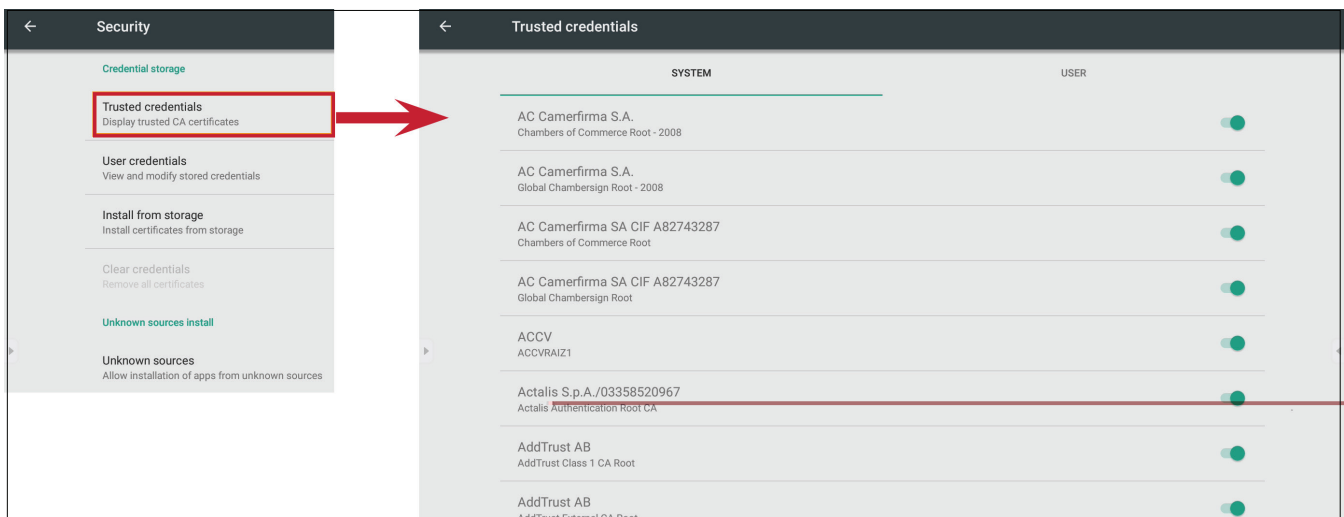 Security
Credential storage
Trusted credentials
Display trusted CA certificates
User credentials
View and modify stored credentials
Install from storage
Install certificates from storage
Clear credentials
Remove all certificates
Unknown sources install
Unknown sources
Allow installation of apps from unknown sources
Trusted credentials
SYSTEM
USER
AC Camerfirma S.A.
Chambers of Commerce Root - 2008
AC Camerfirma S.A.
Global Chambersign Root - 2008
AC Camerfirma SA CIF A82743287
Chambers of Commerce Root
AC Camerfirma SA CIF A82743287
Global Chambersign Root
ACCV
ACCVRAIZ1
Actalis S.p.A./03358520967
Actalis Authentication Root CA
AddTrust AB
AddTrust Class 1 CA Root
AddTrust AB
AddTrust External CA Root